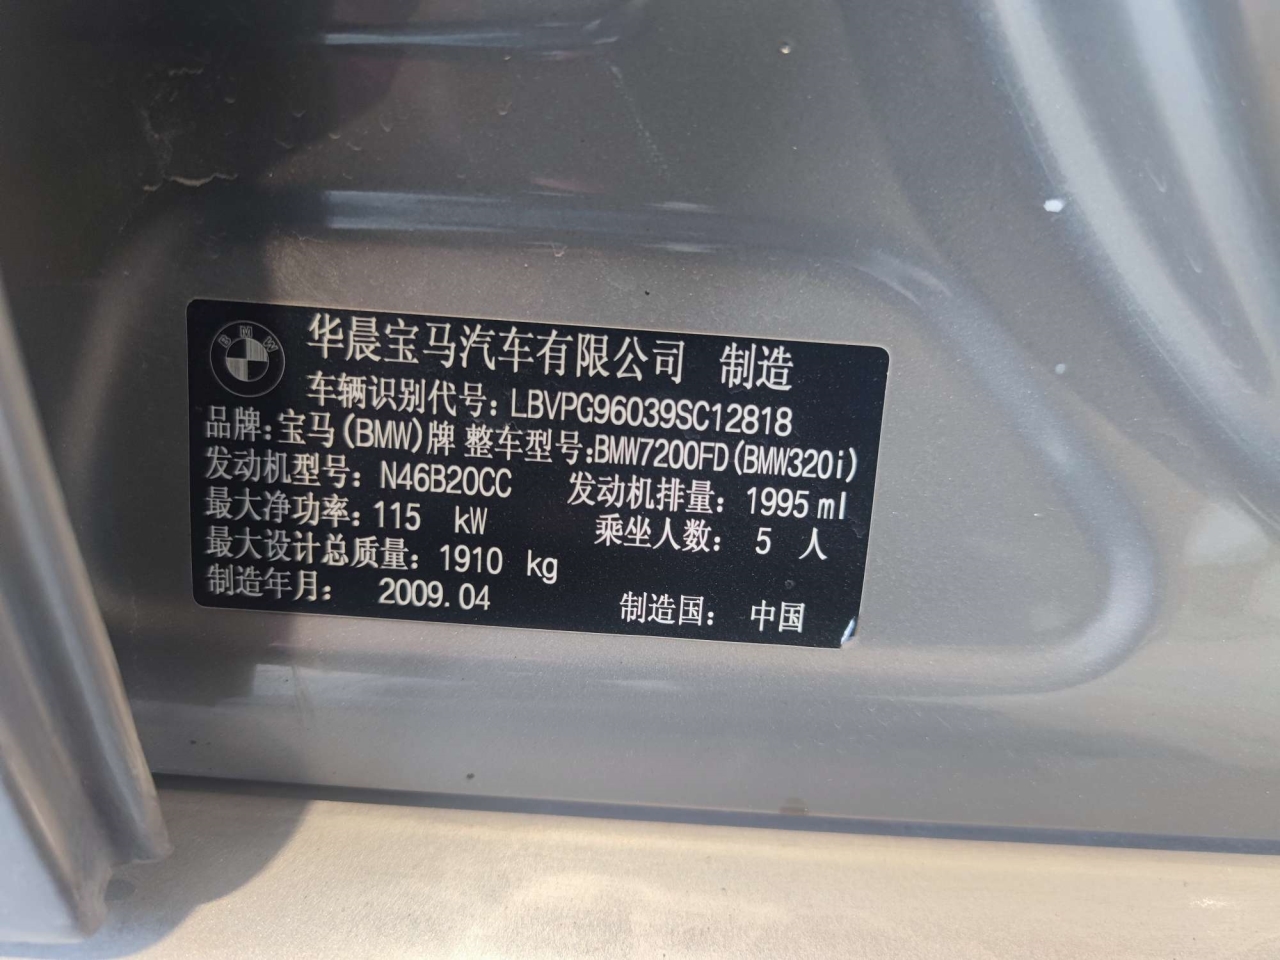 BMW
华晨宝马汽车有限公司 制造
车辆识别代号: LBVPG96039SC12818
品牌:宝马(BMW)牌 整车型号:BMW7200FD(BMW320i)
发动机型号: N46B20CC 发动机排量: 1995 ml
最大净功率: 115 kW 乘坐人数: 5 人
最大设计总质量: 1910 kg
制造年月: 2009.04 制造国: 中国